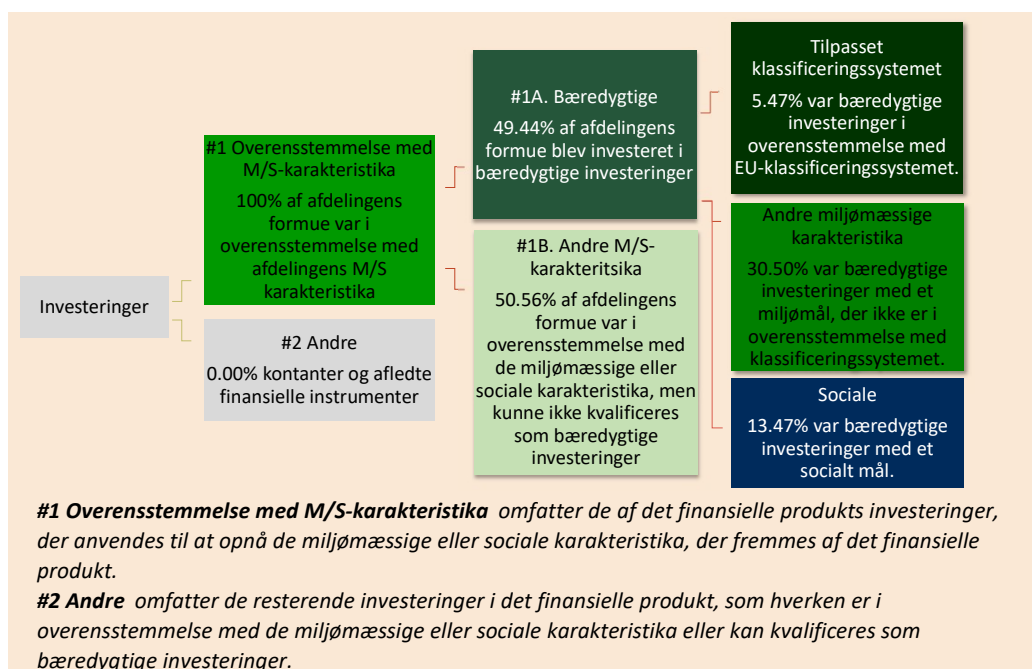 Investeringer
#1 Overensstemmelse med
M/S-karakteristika
100% af afdelingens
formue var i
overensstemmelse med
afdelingens M/S
karakteristika
#2 Andre
0.00% kontanter og afledte
finansielle instrumenter
#1A. Bæredygtige
49.44% af afdelingens
formue blev investeret i
bæredygtige investeringer
#1B. Andre M/S-
karakteritsika
50.56% af afdelingens
formue var i
overensstemmelse med
de miljømæssige eller
sociale karakteristika, men
kunne ikke kvalificeres
som bæredygtige
investeringer
Tilpasset
klassificeringssystemet
5.47% var bæredygtige
investeringer i
overensstemmelse med
EU-klassificeringssystemet.
Andre miljømæssige
karakteristika
30.50% var bæredygtige
investeringer med et
miljømål, der ikke er i
overensstemmelse med
klassificeringssystemet.
Sociale
13.47% var bæredygtige
investeringer med et
socialt mål.
#1 Overensstemmelse med M/S-karakteristika omfatter de af det finansielle produkts investeringer,
der anvendes til at opnå de miljømæssige eller sociale karakteristika, der fremmes af det finansielle
produkt.
#2 Andre omfatter de resterende investeringer i det finansielle produkt, som hverken er i
overensstemmelse med de miljømæssige eller sociale karakteristika eller kan kvalificeres som
bæredygtige investeringer.